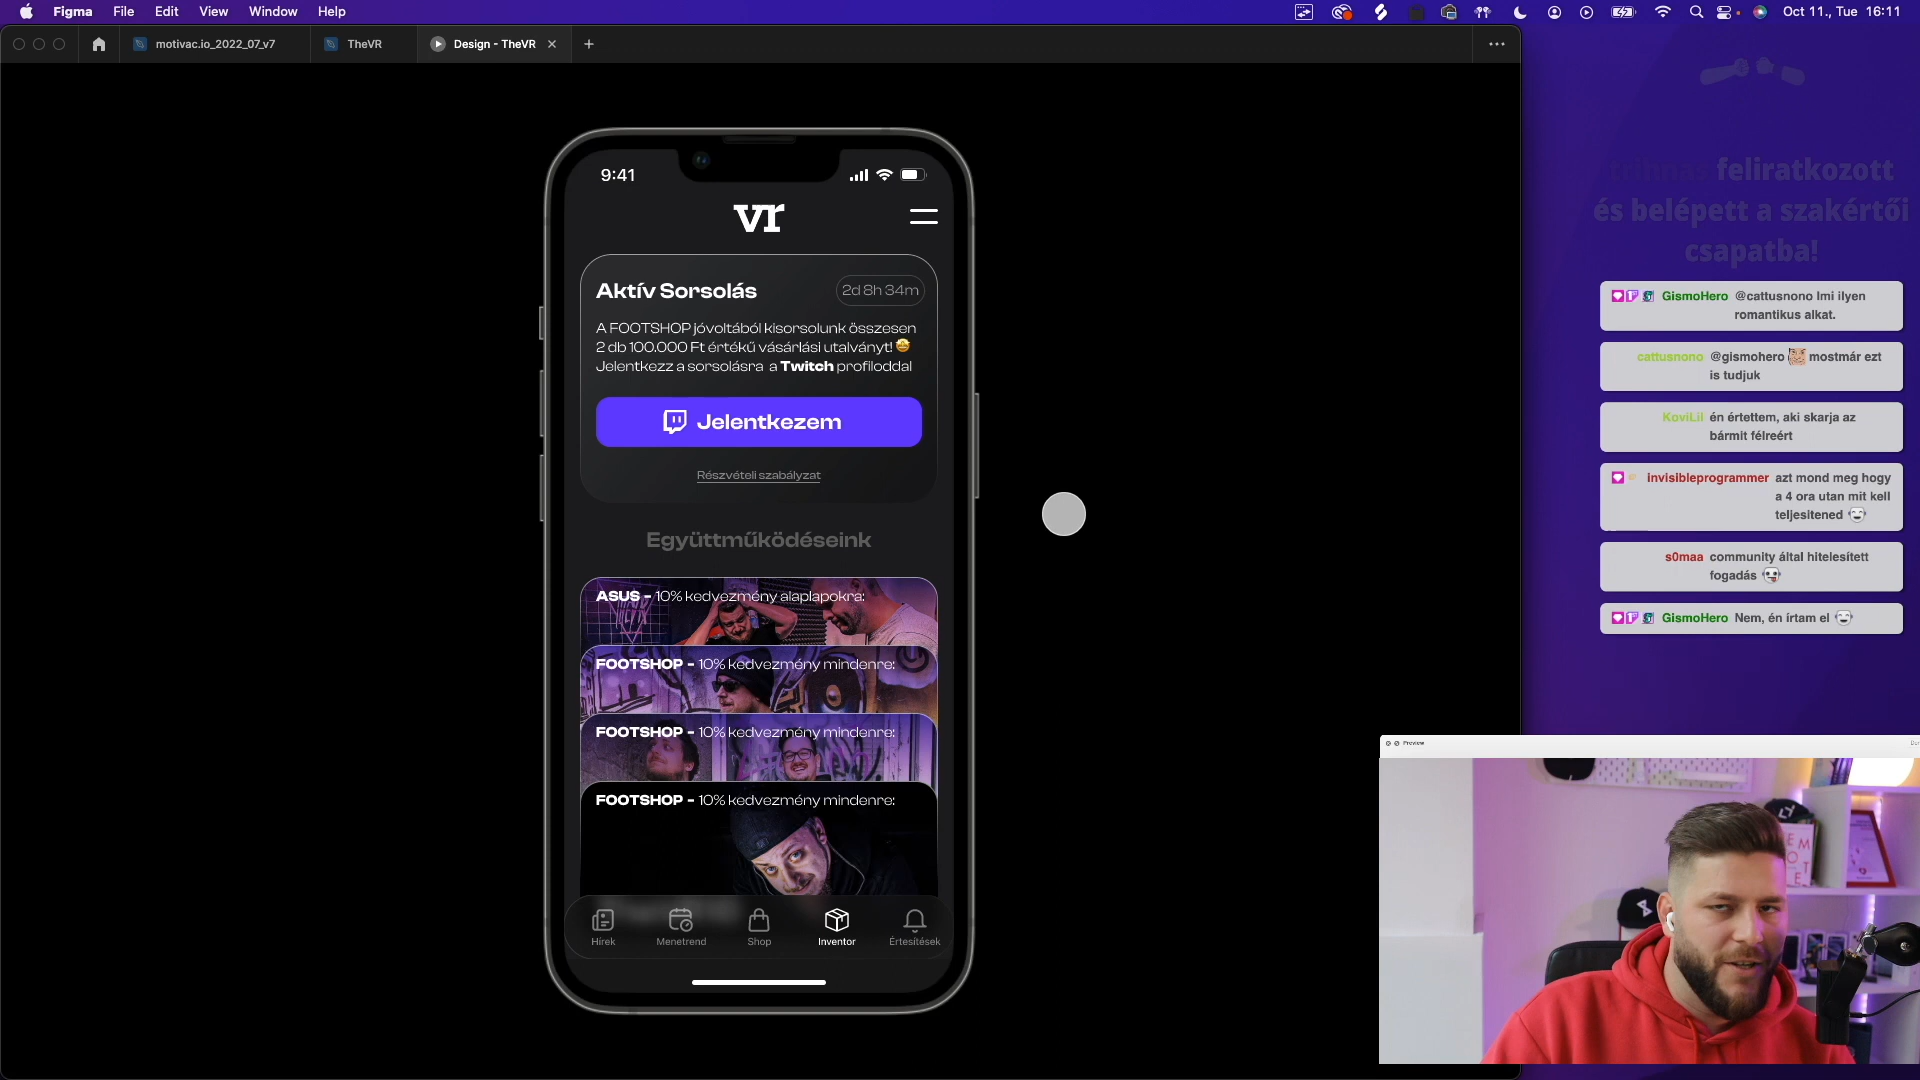 Figma File Edit View Window Help
Oct 11., Tue 16:11
motivac.io_2022_07_v7
TheVR
Design - TheVR
9:41
vr
Aktív Sorsolás
2d 8h 34m
A FOOTSHOP jóvoltából kisorsolunk összesen
2 db 100.000 Ft értékű vásárlási utalványt! 🤩
Jelentkezz a sorsolásra a Twitch profiloddal
Jelentkezem
Részvételi szabályzat
Együttműködéseink
ASUS - 10% kedvezmény alaplapokra:
FOOTSHOP - 10% kedvezmény mindenre:
FOOTSHOP - 10% kedvezmény mindenre:
FOOTSHOP - 10% kedvezmény mindenre:
Hírek
Menetrend
Shop
Inventor
Értesítések
trinnas feliratkozott
és belépett a szakértői
csapatba!
GismoHero @cattusnono Imi ilyen
romantikus alkat.
cattusnono @gismohero mostmár ezt
is tudjuk
KoviLil én értettem, aki skarja az
bármit félreért
invisibleprogrammer azt mond meg hogy
a 4 ora utan mit kell
teljesitened
s0maa community által hitelesített
fogadás
GismoHero Nem, én írtam el
Preview